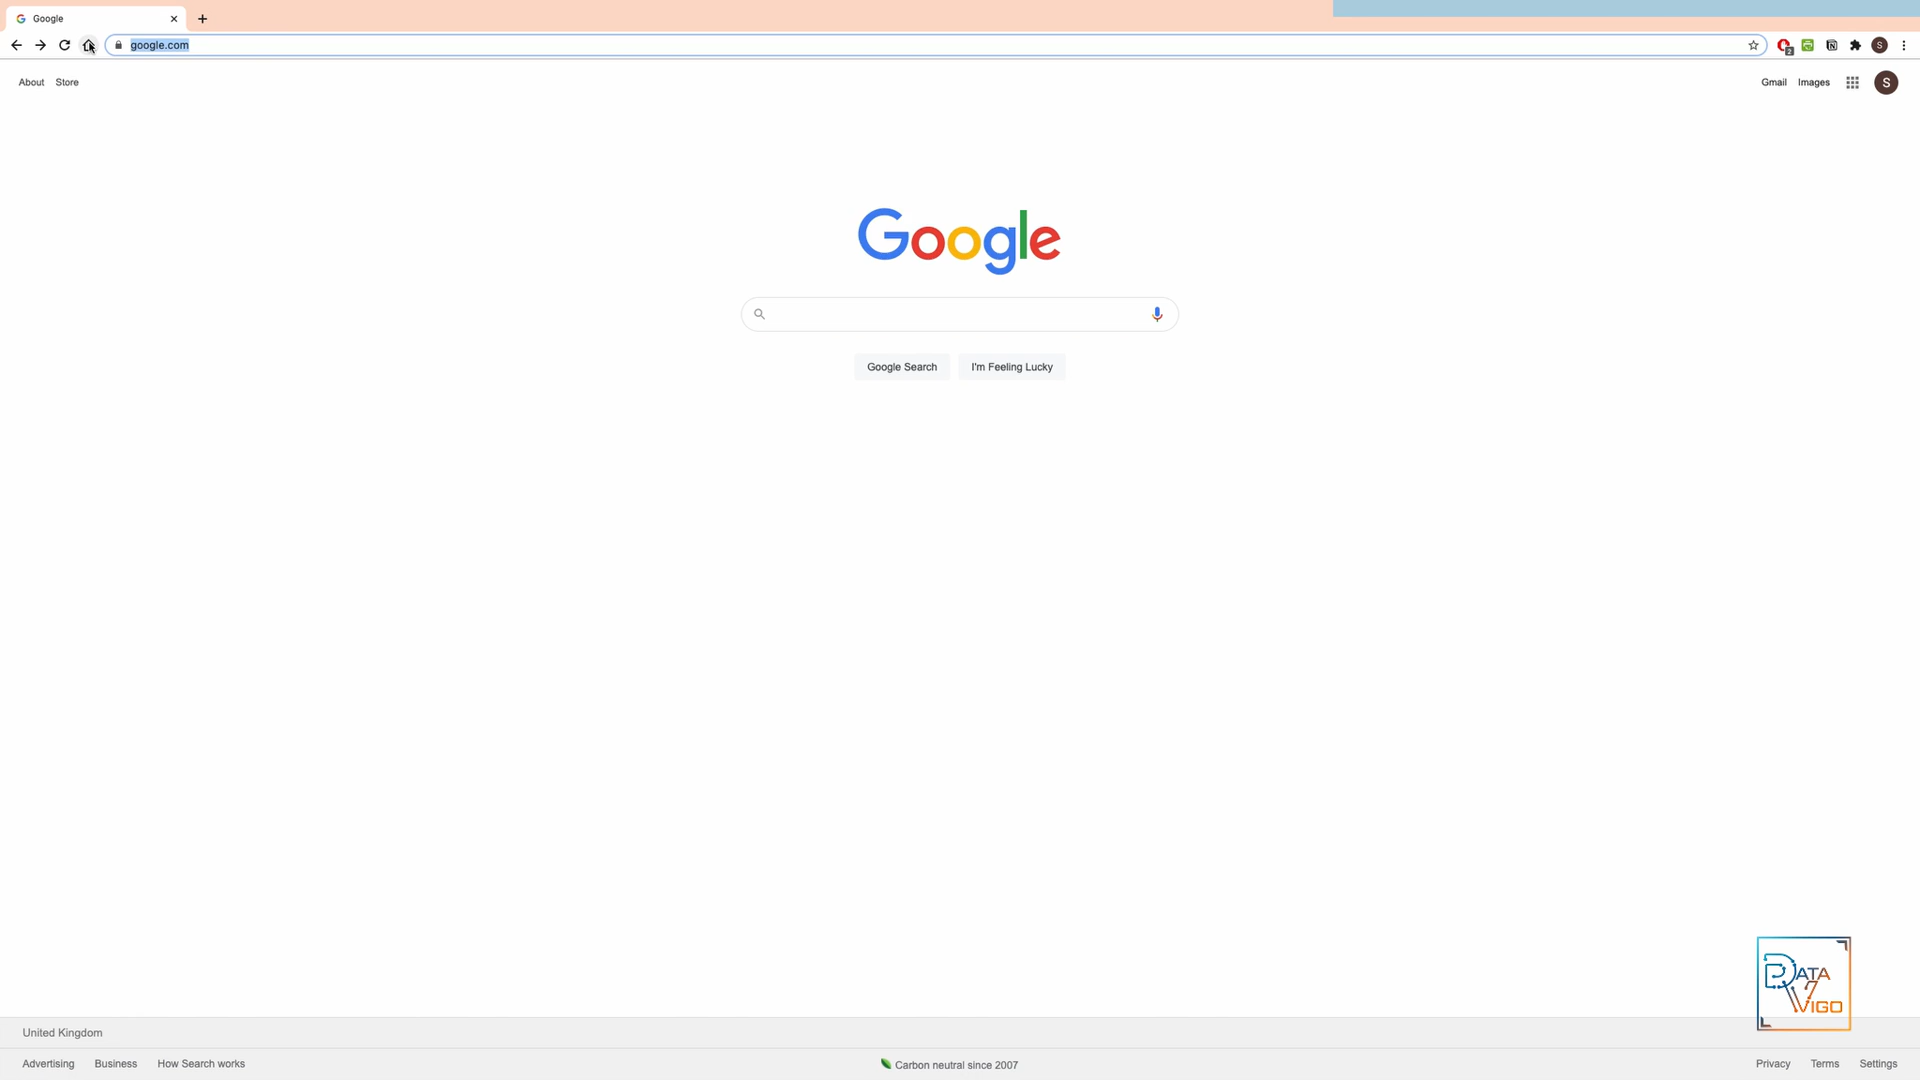 Google
google.com
S
About Store
Gmail Images
S
Google
Google Search I'm Feeling Lucky
DATA
VIGO
United Kingdom
Advertising Business How Search works
Carbon neutral since 2007
Privacy Terms Settings